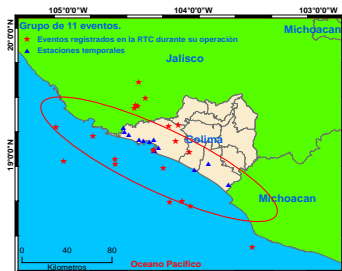 105°0'0"W
104°0'0"W
103°0'0"W
20°0'0"N
19°0'0"N
Grupo de 11 eventos.
Eventos registrados en la RTC durante su operación
Estaciones temporales
Michoacan
Jalisco
Colima
Michoacan
0 40 80
Kilometros
Oceano Pacífico